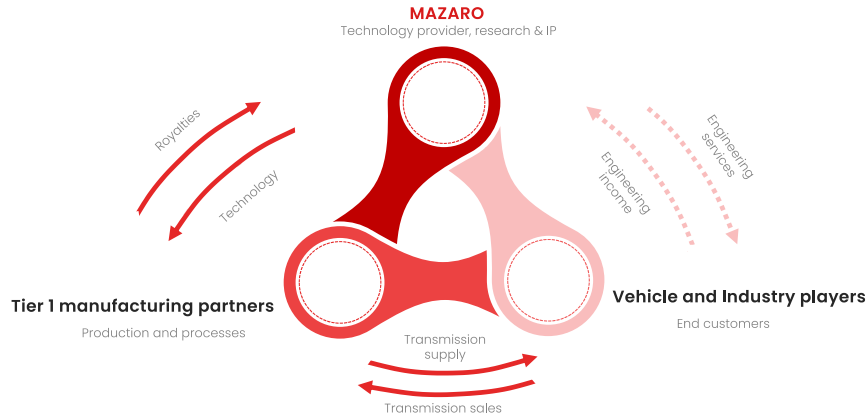 MAZARO
Technology provider, research & IP
Royalties
Technology
Engineering
services
Engineering
income
Tier 1 manufacturing partners
Production and processes
Vehicle and Industry players
End customers
Transmission
supply
Transmission sales